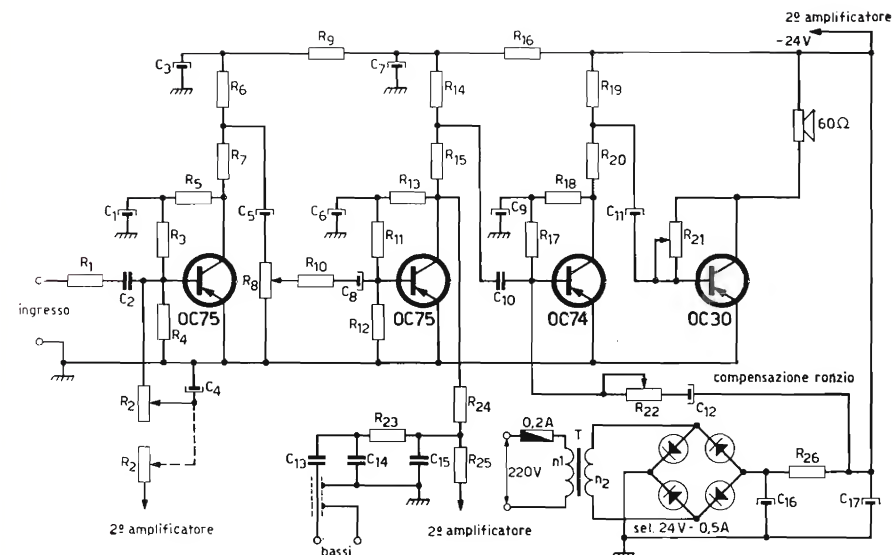 2º amplificatore
-24V
R9
R16
C3
C7
R6
R14
R19
60Ω
R7
R15
R20
R5
R13
R18
C1
C5
C6
C9
C11
R3
R11
R17
R21
R1
C2
R8
R10
C8
C10
ingresso
R4
OC75
R12
OC75
OC74
OC30
C4
compensazione ronzio
R2
R22
C12
R24
R23
0,2A
T
R26
R2
C13
C14
C15
R25
220V
n1
n2
C16
C17
2º amplificatore
2º amplificatore
sel. 24V - 0,5A
bassi